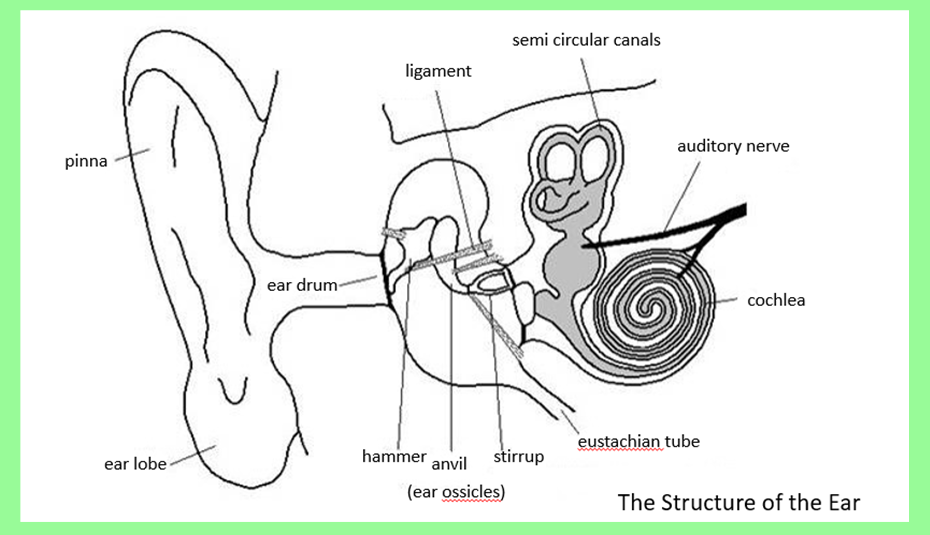 semi circular canals
ligament
auditory nerve
pinna
ear drum
cochlea
eustachian tube
hammer
anvil
stirrup
ear lobe
(ear ossicles)
The Structure of the Ear